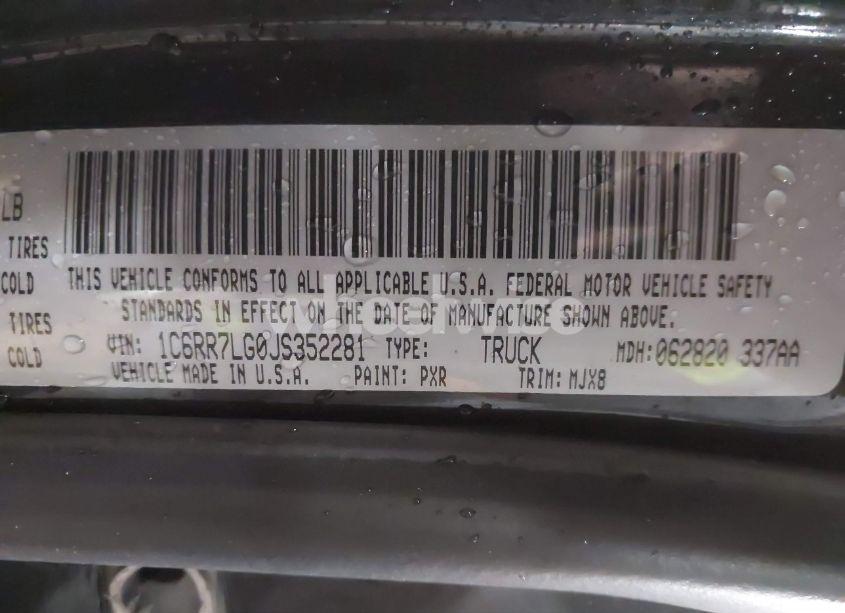 LB
TIRES
COLD
TIRES
COLD
THIS VEHICLE CONFORMS TO ALL APPLICABLE U.S.A. FEDERAL MOTOR VEHICLE SAFETY
STANDARDS IN EFFECT ON THE DATE OF MANUFACTURE SHOWN ABOVE.
VIN: 1C6RR7LG0JS352281 TYPE: TRUCK MDH: 062820 337AA
VEHICLE MADE IN U.S.A. PAINT: PXR TRIM: MJX8